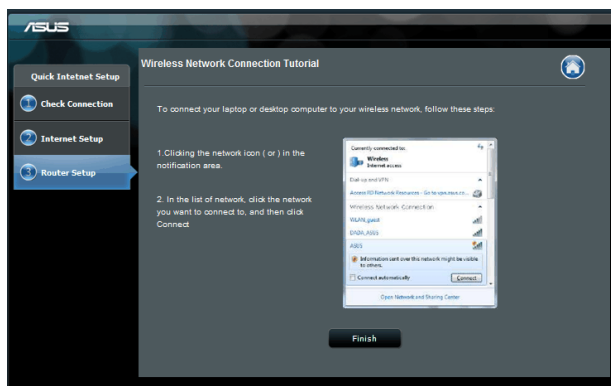 ASUS
Quick Intetnet Setup
1 Check Connection
2 Internet Setup
3 Router Setup
Wireless Network Connection Tutorial
To connect your laptop or desktop computer to your wireless network, follow these steps:
1.Clicking the network icon ( or ) in the
notification area.
2. In the list of network, click the network
you want to connect to, and then click
Connect
Currently connected to:
Wireless
Internet access
Dial-up and VPN
Wireless Network Connection
WLAN_guest
DADA_ASUS
ASUS
Information sent over this network might be visible
to others.
Connect automatically
Connect
Open Network and Sharing Center
Finish